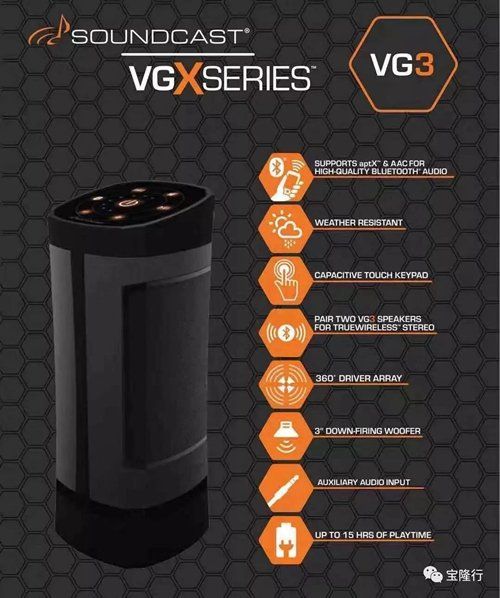 SOUNDCAST®
VGXSERIES™
VG3
SUPPORTS aptX™ & AAC FOR
HIGH-QUALITY BLUETOOTH® AUDIO
WEATHER RESISTANT
CAPACITIVE TOUCH KEYPAD
PAIR TWO VG3 SPEAKERS
FOR TRUEWIRELESS™ STEREO
360° DRIVER ARRAY
3" DOWN-FIRING WOOFER
AUXILIARY AUDIO INPUT
UP TO 15 HRS OF PLAYTIME
宝隆行